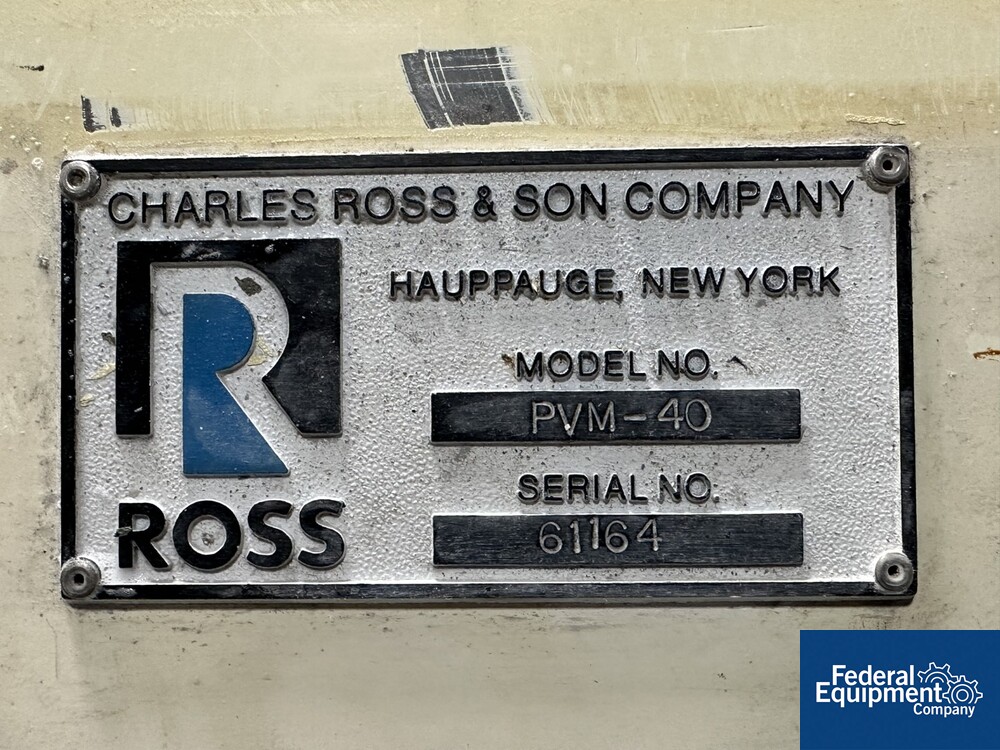 CHARLES ROSS & SON COMPANY
HAUPPAUGE, NEW YORK
MODEL NO.
PVM-40
SERIAL NO.
61164
R
ROSS
Federal
Equipment
Company